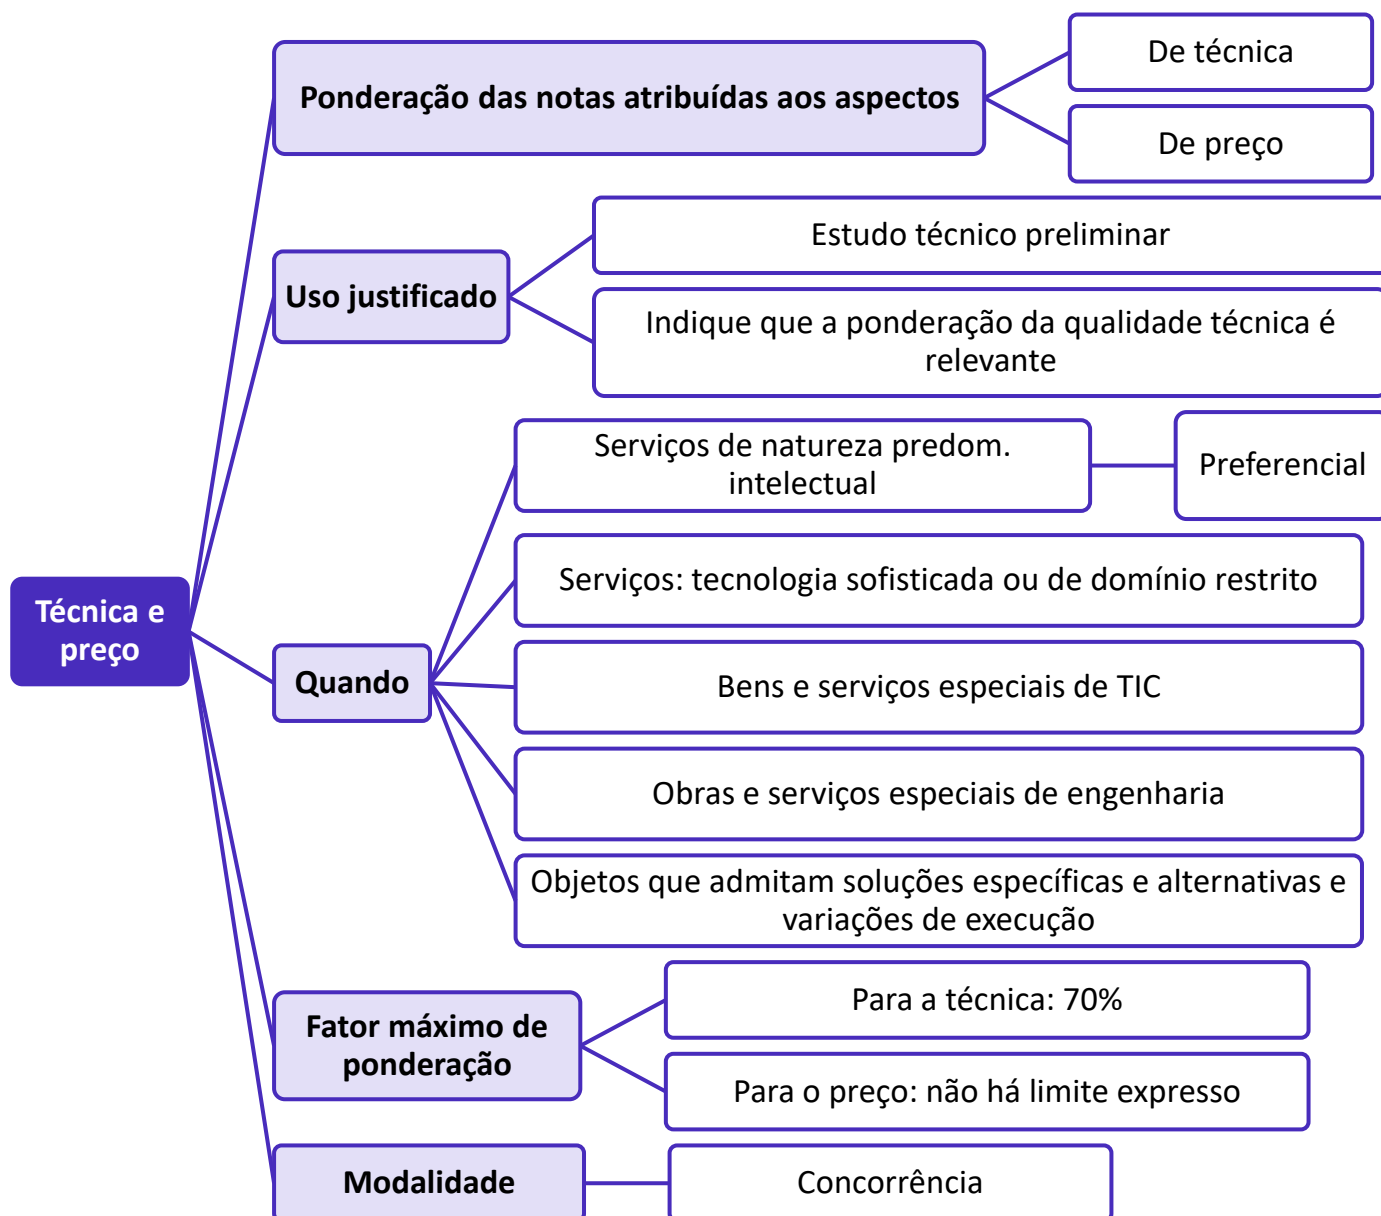 Ponderação das notas atribuídas aos aspectos
De técnica
De preço
Uso justificado
Estudo técnico preliminar
Indique que a ponderação da qualidade técnica é
relevante
Técnica e
preço
Quando
Serviços de natureza predom.
intelectual
Preferencial
Serviços: tecnologia sofisticada ou de domínio restrito
Bens e serviços especiais de TIC
Obras e serviços especiais de engenharia
Objetos que admitam soluções específicas e alternativas e
variações de execução
Fator máximo de
ponderação
Para a técnica: 70%
Para o preço: não há limite expresso
Modalidade
Concorrência